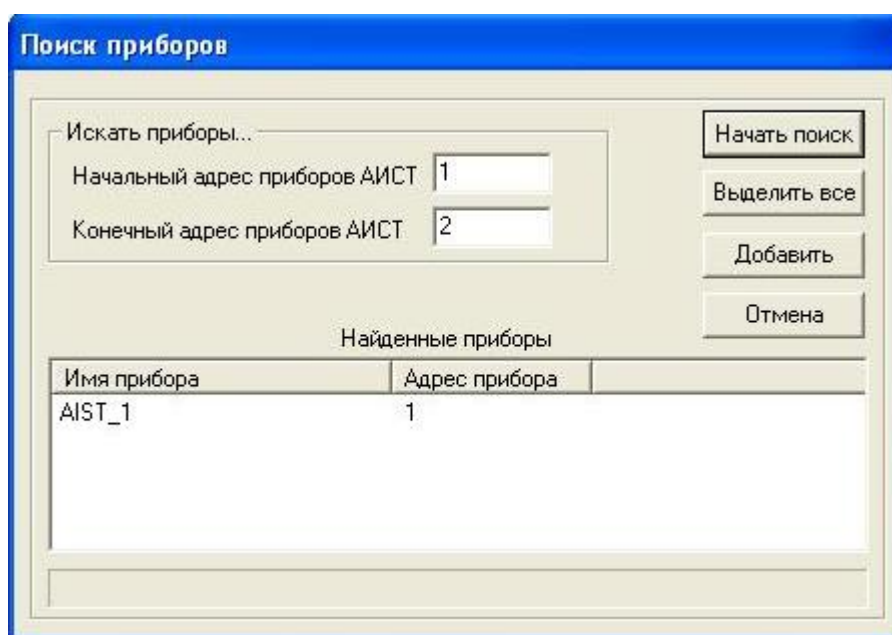 Поиск приборов
Искать приборы...
Начальный адрес приборов АИСТ 1
Конечный адрес приборов АИСТ 2
Начать поиск
Выделить все
Добавить
Отмена
Найденные приборы
Имя прибора Адрес прибора
AIST_1 1